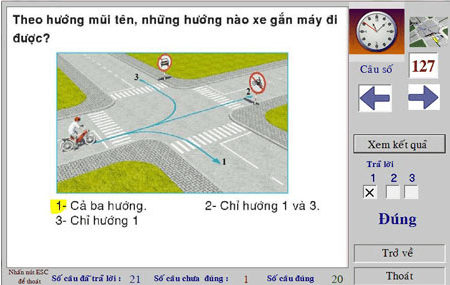 Theo hướng mũi tên, những hướng nào xe gắn máy đi
được?
3
2
1
1- Cả ba hướng.
2- Chỉ hướng 1 và 3.
3- Chỉ hướng 1
Câu số
127
Xem kết quả
Trả lời
1 2 3
Đúng
Trở về
Thoát
Nhấn nút ESC
để thoát
Số câu đã trả lời : 21
Số câu chưa đúng : 1
Số câu đúng 20